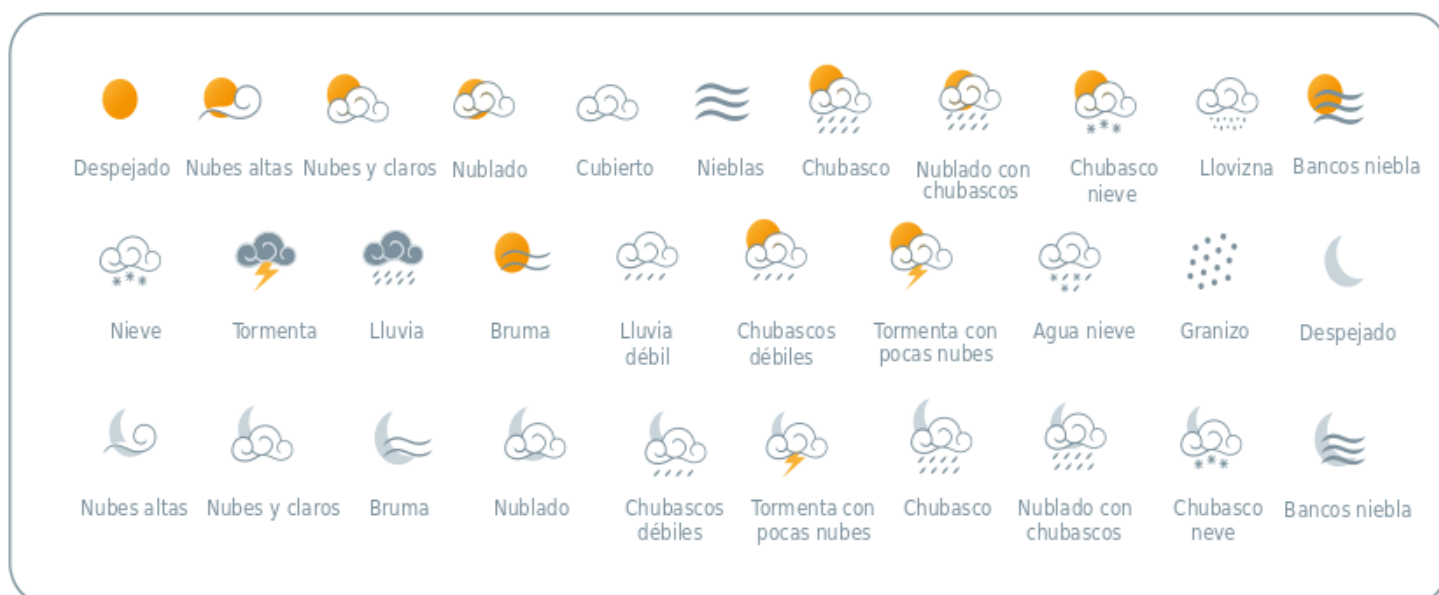 Despejado
Nubes altas
Nubes y claros
Nublado
Cubierto
Nieblas
Chubasco
Nublado con
chubascos
Chubasco
nieve
Llovizna
Bancos niebla
Nieve
Tormenta
Lluvia
Bruma
Lluvia
débil
Chubascos
débiles
Tormenta con
pocas nubes
Agua nieve
Granizo
Despejado
Nubes altas
Nubes y claros
Bruma
Nublado
Chubascos
débiles
Tormenta con
pocas nubes
Chubasco
Nublado con
chubascos
Chubasco
neve
Bancos niebla